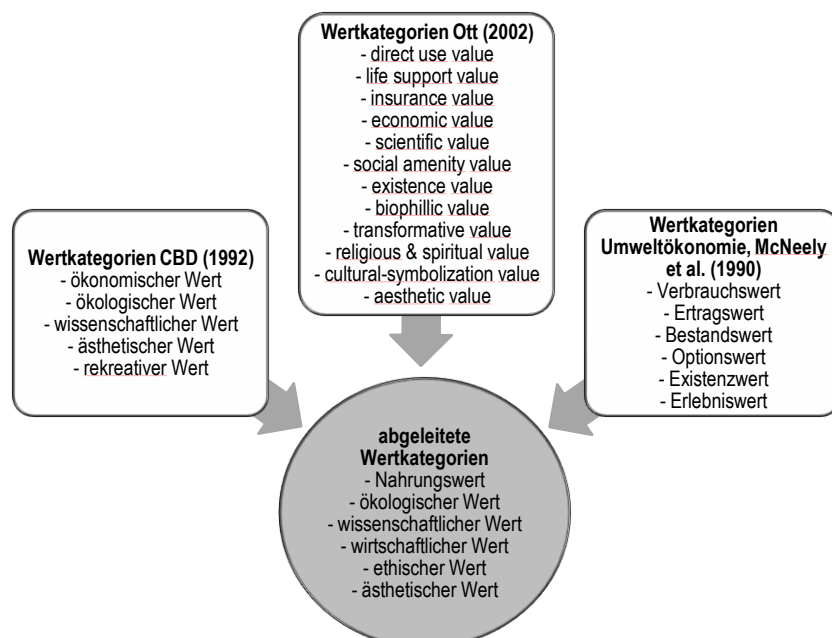 Wertkategorien Ott (2002)
- direct use value
- life support value
- insurance value
- economic value
- scientific value
- social amenity value
- existence value
- biophillic value
- transformative value
- religious & spiritual value
- cultural-symbolization value
- aesthetic value
Wertkategorien CBD (1992)
- ökonomischer Wert
- ökologischer Wert
- wissenschaftlicher Wert
- ästhetischer Wert
- rekreativer Wert
Wertkategorien
Umweltökonomie, McNeely
et al. (1990)
- Verbrauchswert
- Ertragswert
- Bestandswert
- Optionswert
- Existenzwert
- Erlebniswert
abgeleitete
Wertkategorien
- Nahrungswert
- ökologischer Wert
- wissenschaftlicher Wert
- wirtschaftlicher Wert
- ethischer Wert
- ästhetischer Wert